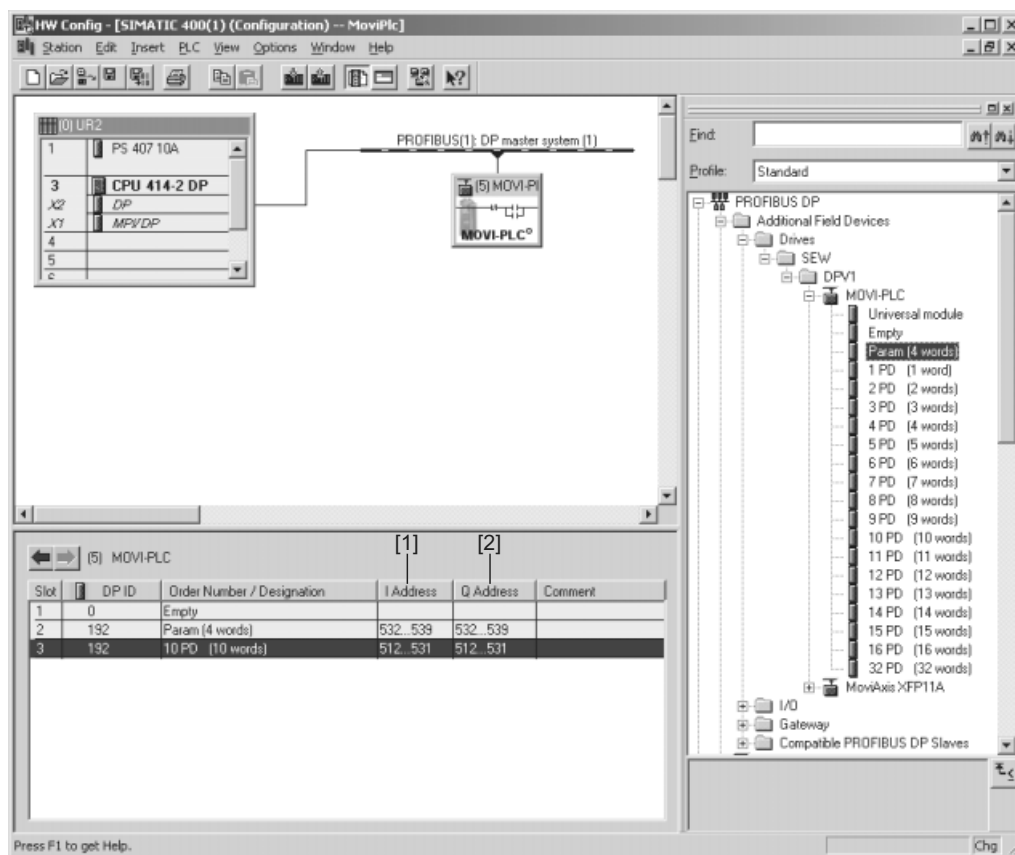 HW Config - [SIMATIC 400(1) (Configuration) -- MoviPlc]
Station Edit Insert PLC View Options Window Help
(0) UR2
1 PS 407 10A
3 CPU 414-2 DP
X2 DP
X1 MPI/DP
4
5
6
PROFIBUS(1): DP master system (1)
(5) MOVI-Pl
MOVI-PLC®
Find:
Profile: Standard
PROFIBUS DP
Additional Field Devices
Drives
SEW
DPV1
MOVI-PLC
Universal module
Empty
Param (4 words)
1 PD (1 word)
2 PD (2 words)
3 PD (3 words)
4 PD (4 words)
5 PD (5 words)
6 PD (6 words)
7 PD (7 words)
8 PD (8 words)
9 PD (9 words)
10 PD (10 words)
11 PD (11 words)
12 PD (12 words)
13 PD (13 words)
14 PD (14 words)
15 PD (15 words)
16 PD (16 words)
32 PD (32 words)
MoviAxis XFP11A
I/O
Gateway
Compatible PROFIBUS DP Slaves
[1] [2]
(5) MOVI-PLC
Slot DP ID Order Number / Designation I Address Q Address Comment
1 0 Empty
2 192 Param (4 words) 532...539 532...539
3 192 10 PD (10 words) 512...531 512...531
Press F1 to get Help.
Chg